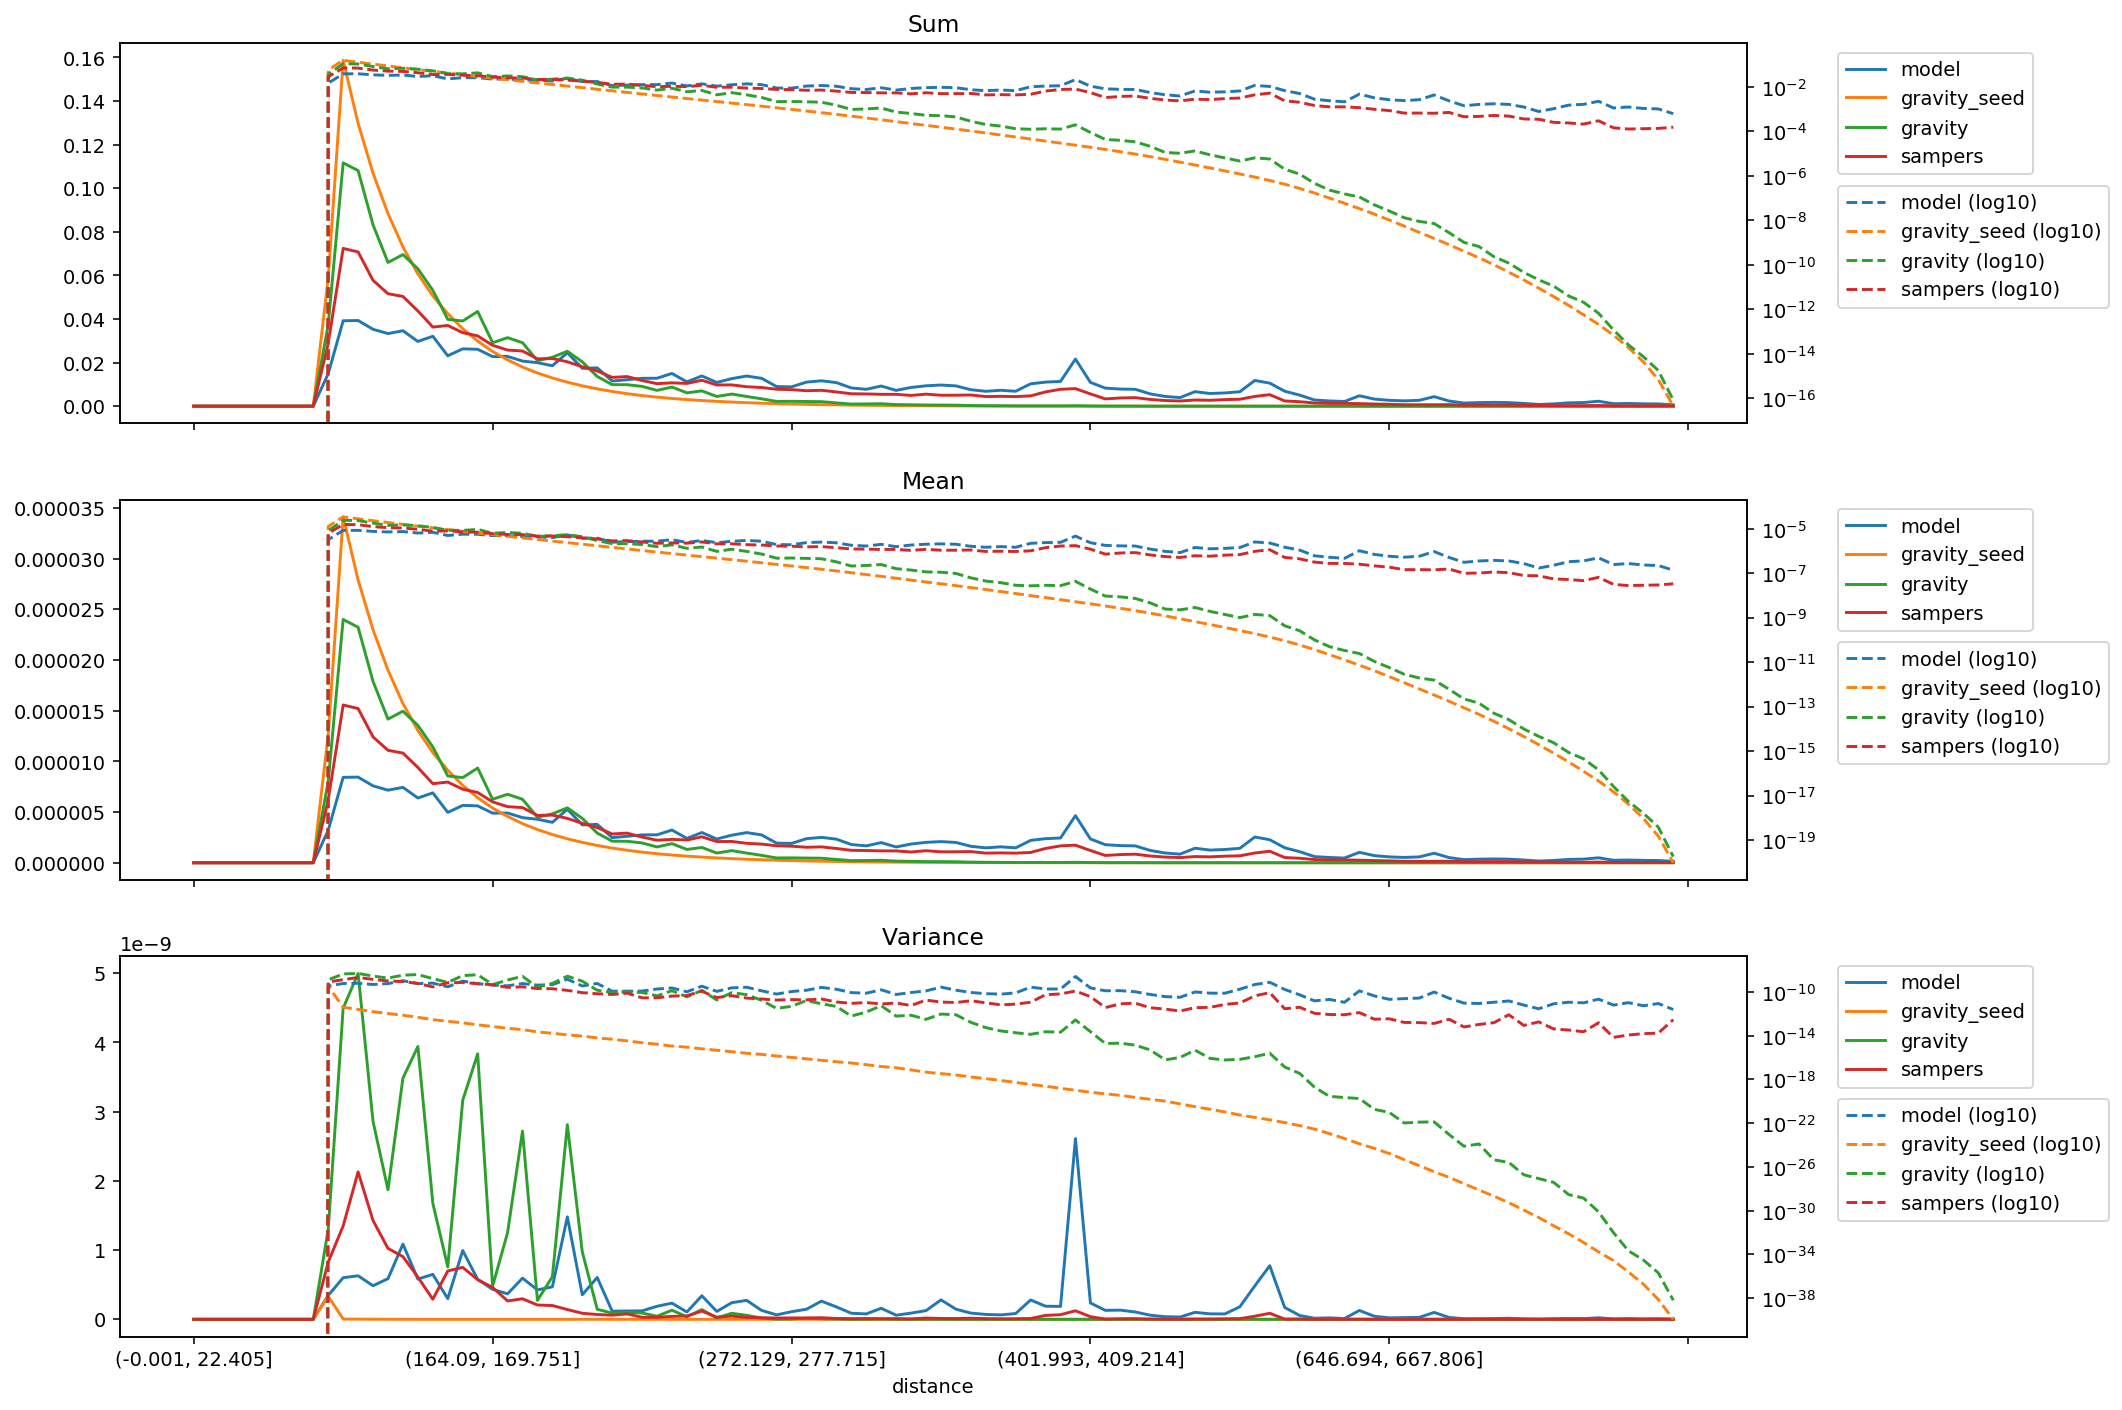 Sum
0.16
0.14
0.12
0.10
0.08
0.06
0.04
0.02
0.00
10⁻²
10⁻⁴
10⁻⁶
10⁻⁸
10⁻¹⁰
10⁻¹²
10⁻¹⁴
10⁻¹⁶
model
gravity_seed
gravity
sampers
model (log10)
gravity_seed (log10)
gravity (log10)
sampers (log10)
Mean
0.000035
0.000030
0.000025
0.000020
0.000015
0.000010
0.000005
0.000000
10⁻⁵
10⁻⁷
10⁻⁹
10⁻¹¹
10⁻¹³
10⁻¹⁵
10⁻¹⁷
10⁻¹⁹
model
gravity_seed
gravity
sampers
model (log10)
gravity_seed (log10)
gravity (log10)
sampers (log10)
Variance
1e−9
5
4
3
2
1
0
10⁻¹⁰
10⁻¹⁴
10⁻¹⁸
10⁻²²
10⁻²⁶
10⁻³⁰
10⁻³⁴
10⁻³⁸
model
gravity_seed
gravity
sampers
model (log10)
gravity_seed (log10)
gravity (log10)
sampers (log10)
(-0.001, 22.405] (164.09, 169.751] (272.129, 277.715] (401.993, 409.214] (646.694, 667.806]
distance